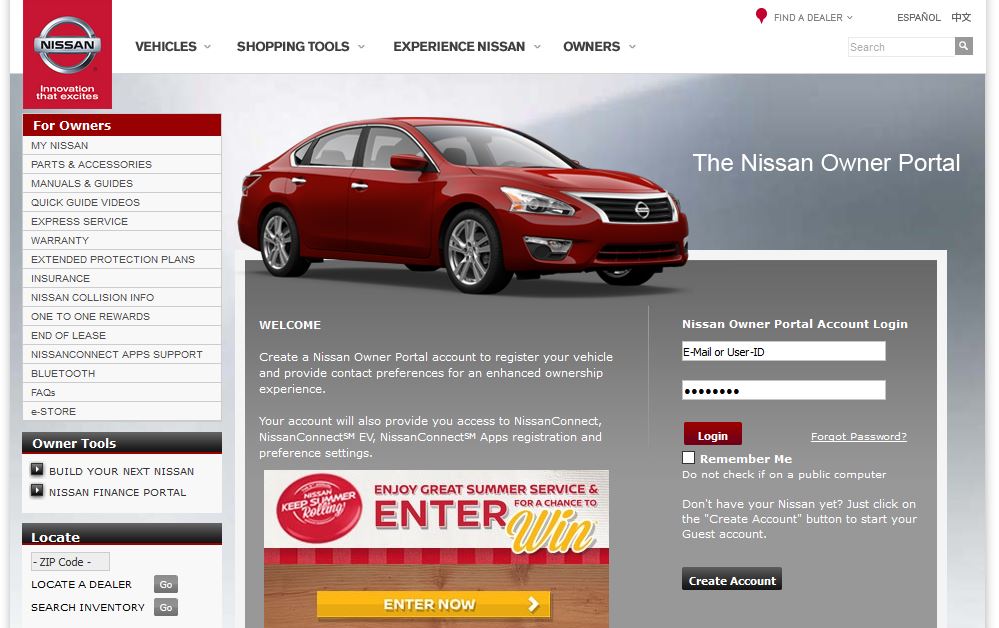 NISSAN
Innovation
that excites
VEHICLES
SHOPPING TOOLS
EXPERIENCE NISSAN
OWNERS
FIND A DEALER
ESPAÑOL
中文
Search
For Owners
MY NISSAN
PARTS & ACCESSORIES
MANUALS & GUIDES
QUICK GUIDE VIDEOS
EXPRESS SERVICE
WARRANTY
EXTENDED PROTECTION PLANS
INSURANCE
NISSAN COLLISION INFO
ONE TO ONE REWARDS
END OF LEASE
NISSANCONNECT APPS SUPPORT
BLUETOOTH
FAQs
e-STORE
Owner Tools
BUILD YOUR NEXT NISSAN
NISSAN FINANCE PORTAL
Locate
- ZIP Code -
LOCATE A DEALER Go
SEARCH INVENTORY Go
The Nissan Owner Portal
WELCOME
Create a Nissan Owner Portal account to register your vehicle
and provide contact preferences for an enhanced ownership
experience.
Your account will also provide you access to NissanConnect,
NissanConnect℠ EV, NissanConnect℠ Apps registration and
preference settings.
NISSAN
KEEP SUMMER
Rolling!
ENJOY GREAT SUMMER SERVICE &
ENTER FOR A CHANCE TO
Win
ENTER NOW
Nissan Owner Portal Account Login
E-Mail or User-ID
Login
Forgot Password?
Remember Me
Do not check if on a public computer
Don't have your Nissan yet? Just click on
the "Create Account" button to start your
Guest account.
Create Account